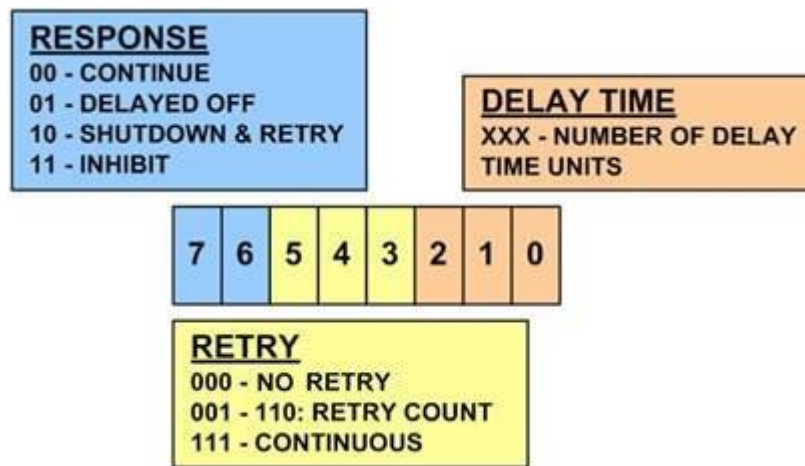 RESPONSE
00 - CONTINUE
01 - DELAYED OFF
10 - SHUTDOWN & RETRY
11 - INHIBIT
DELAY TIME
XXX - NUMBER OF DELAY
TIME UNITS
7 6 5 4 3 2 1 0
RETRY
000 - NO RETRY
001 - 110: RETRY COUNT
111 - CONTINUOUS